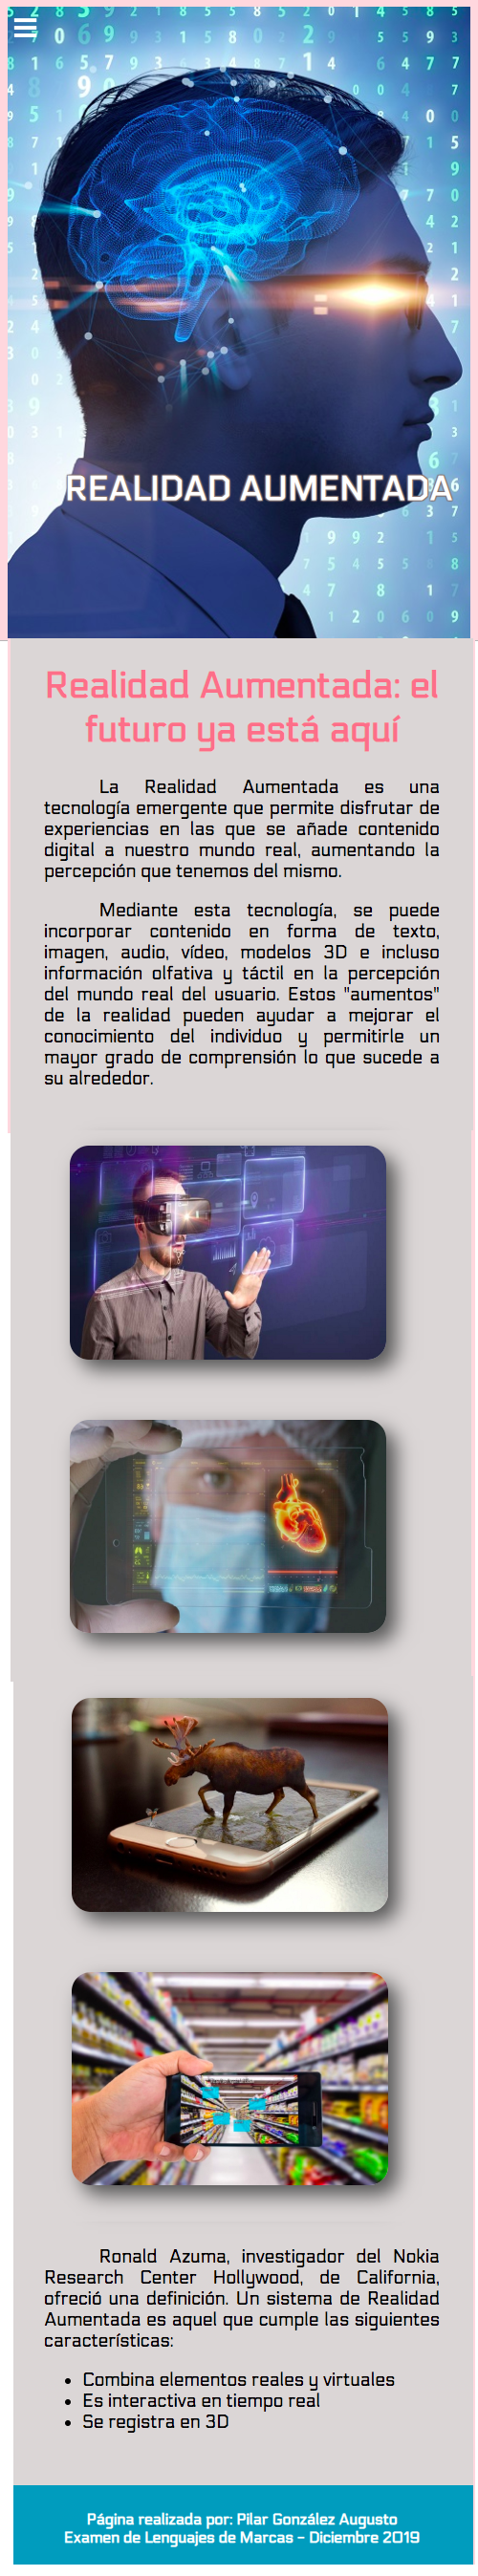 REALIDAD AUMENTADA
Realidad Aumentada: el
futuro ya está aquí
La Realidad Aumentada es una
tecnología emergente que permite disfrutar de
experiencias en las que se añade contenido
digital a nuestro mundo real, aumentando la
percepción que tenemos del mismo.
Mediante esta tecnología, se puede
incorporar contenido en forma de texto,
imagen, audio, vídeo, modelos 3D e incluso
información olfativa y táctil en la percepción
del mundo real del usuario. Estos "aumentos"
de la realidad pueden ayudar a mejorar el
conocimiento del individuo y permitirle un
mayor grado de comprensión lo que sucede a
su alrededor.
Ronald Azuma, investigador del Nokia
Research Center Hollywood, de California,
ofreció una definición. Un sistema de Realidad
Aumentada es aquel que cumple las siguientes
características:
• Combina elementos reales y virtuales
• Es interactiva en tiempo real
• Se registra en 3D
Página realizada por: Pilar González Augusto
Examen de Lenguajes de Marcas - Diciembre 2019